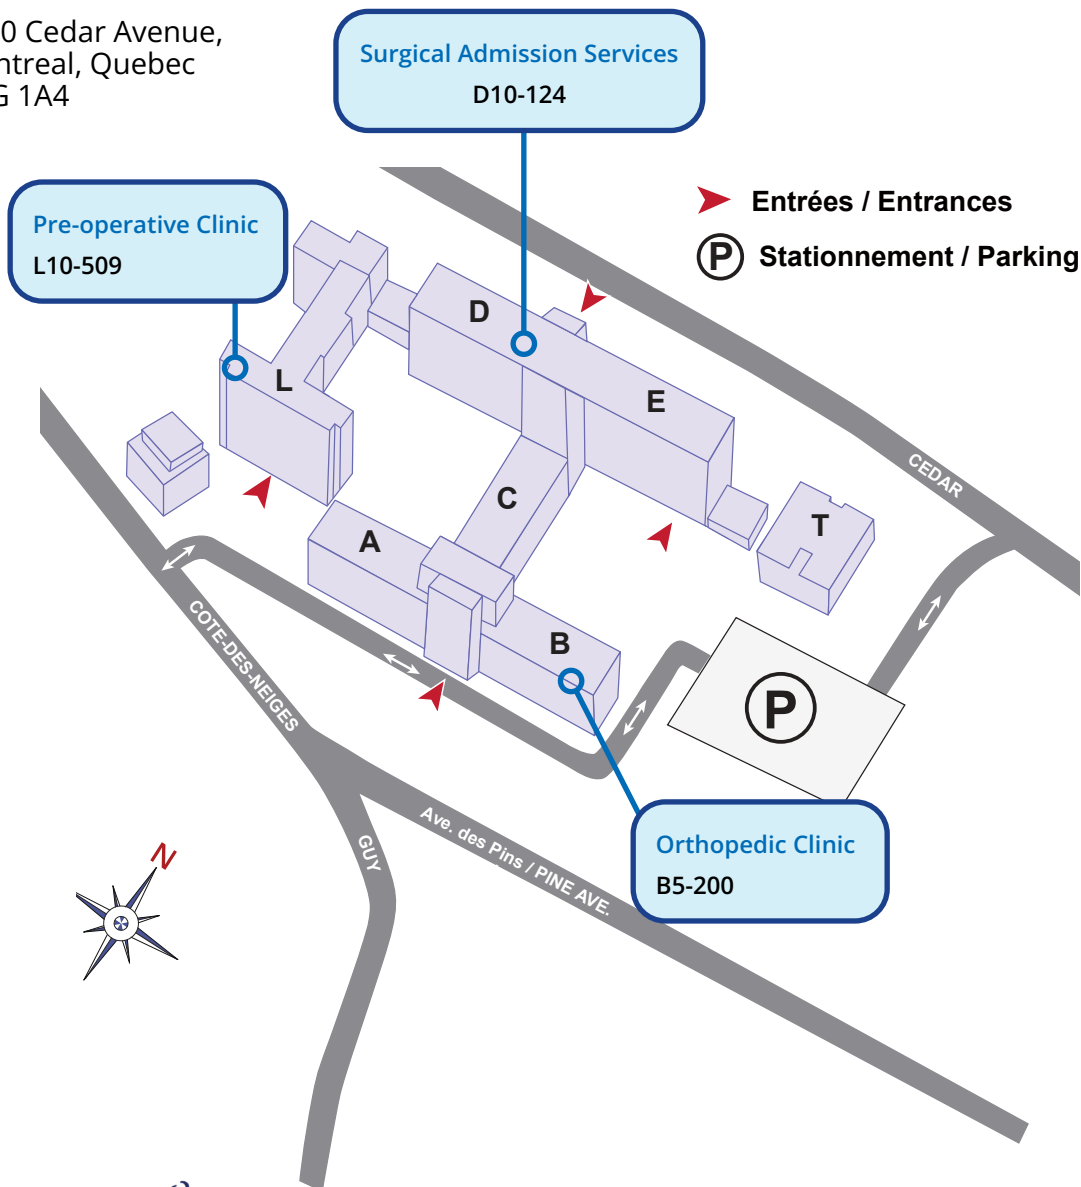 0 Cedar Avenue,
ntreal, Quebec
G 1A4
Surgical Admission Services
D10-124
Pre-operative Clinic
L10-509
Entrées / Entrances
P Stationnement / Parking
D
L
E
CEDAR
C
T
A
B
COTE-DES-NEIGES
P
Ave. des Pins / PINE AVE.
GUY
Orthopedic Clinic
B5-200
N